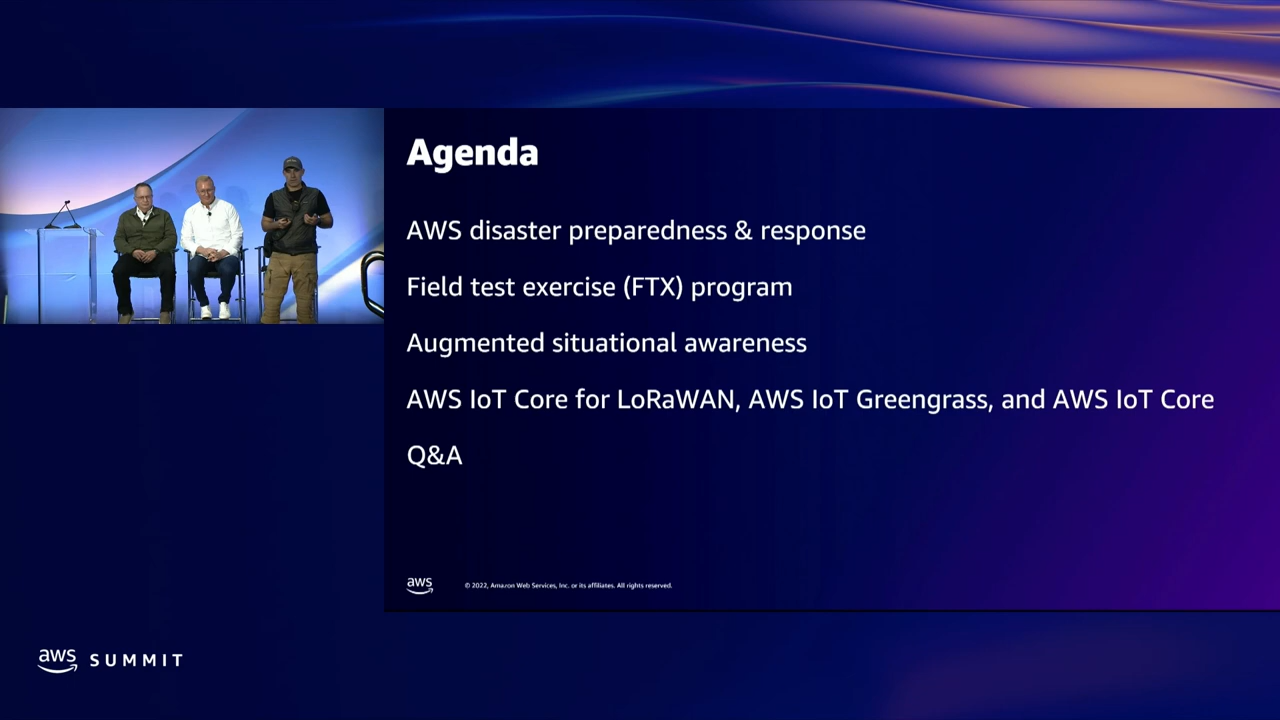 Agenda
AWS disaster preparedness & response
Field test exercise (FTX) program
Augmented situational awareness
AWS IoT Core for LoRaWAN, AWS IoT Greengrass, and AWS IoT Core
Q&A
aws
© 2022, Amazon Web Services, Inc. or its affiliates. All rights reserved.
aws SUMMIT